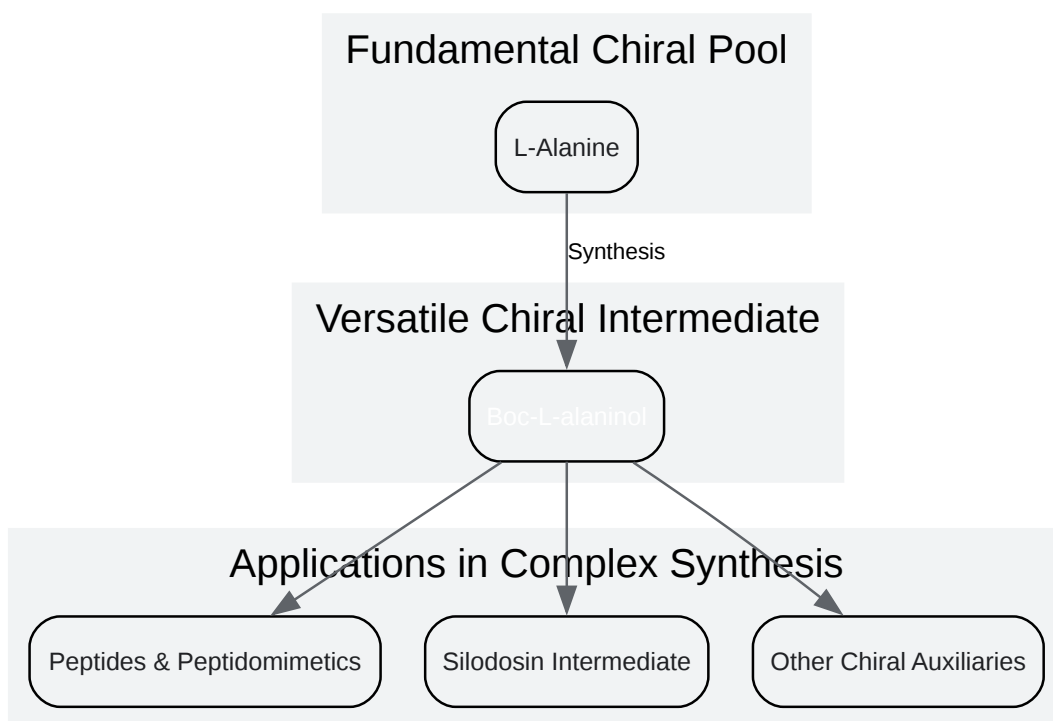 Fundamental Chiral Pool
L-Alanine
Synthesis
Versatile Chiral Intermediate
Boc-L-alaninol
Applications in Complex Synthesis
Peptides & Peptidomimetics
Silodosin Intermediate
Other Chiral Auxiliaries